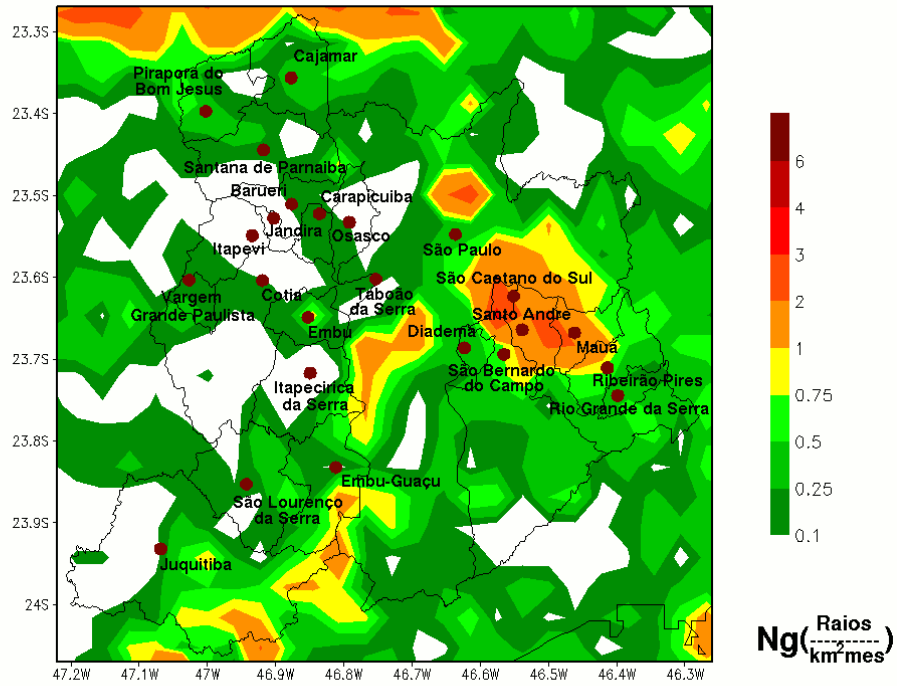 23.3S
Cajamar
Pirapora do
Bom Jesus
23.4S
Santana de Parnaiba
23.5S
Barueri
Carapicuiba
Jandira
Osasco
Itapevi
São Paulo
23.6S
São Caetano do Sul
Vargem
Grande Paulista
Cotia
Taboão
da Serra
Santo André
Embu
Diadema
Mauá
23.7S
São Bernardo
do Campo
Ribeirão Pires
Itapecirica
da Serra
Rio Grande da Serra
23.8S
Embu-Guaçu
São Lourenço
da Serra
23.9S
Juquitiba
24S
47.2W
47.1W
47W
46.9W
46.8W
46.7W
46.6W
46.5W
46.4W
46.3W
6
4
3
2
1
0.75
0.5
0.25
0.1
Ng(Raios
km²mes)